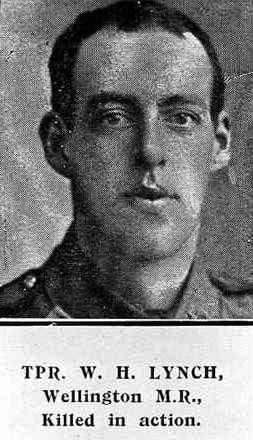 TPR. W. H. LYNCH,
Wellington M.R.,
Killed in action.